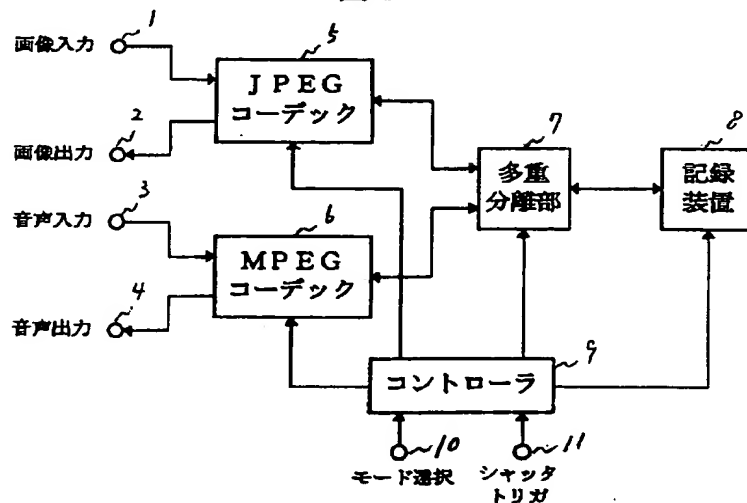 画像入力
1
画像出力
2
音声入力
3
音声出力
4
5
JPEG
コーデック
6
MPEG
コーデック
7
多重
分離部
8
記録
装置
9
コントローラ
10
モード選択
11
シャッタ
トリガ